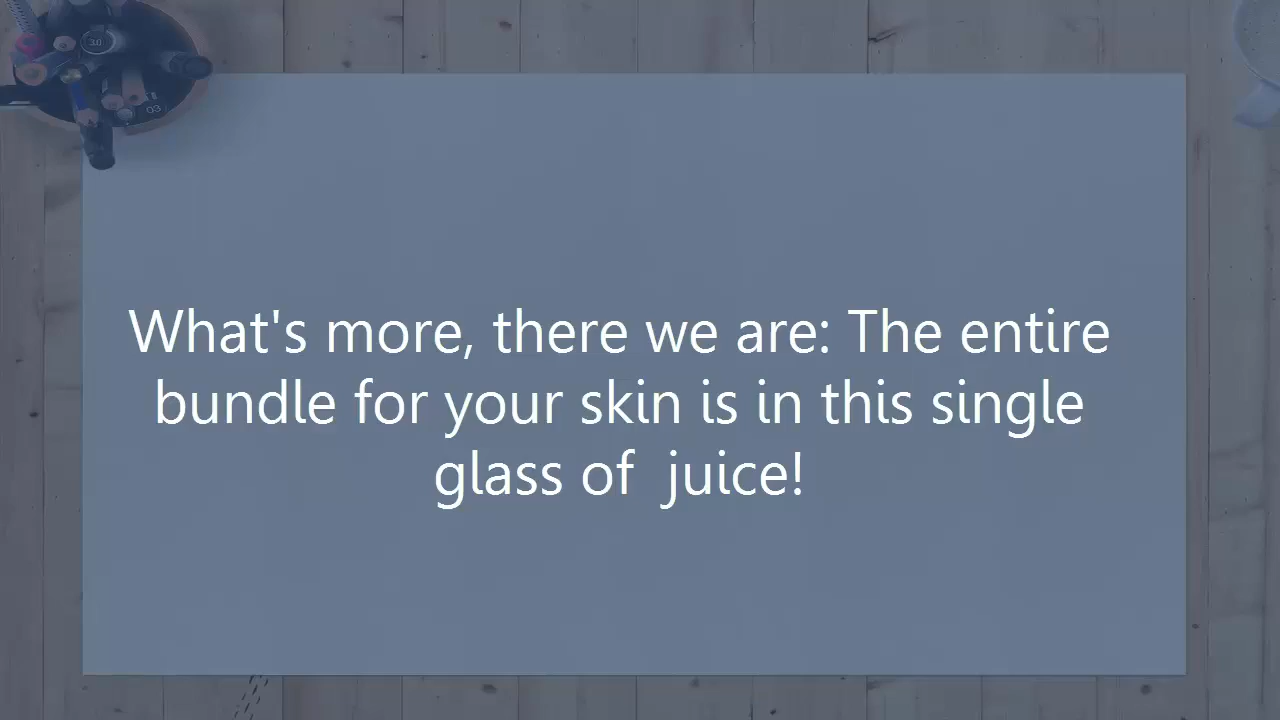 What's more, there we are: The entire
bundle for your skin is in this single
glass of  juice!